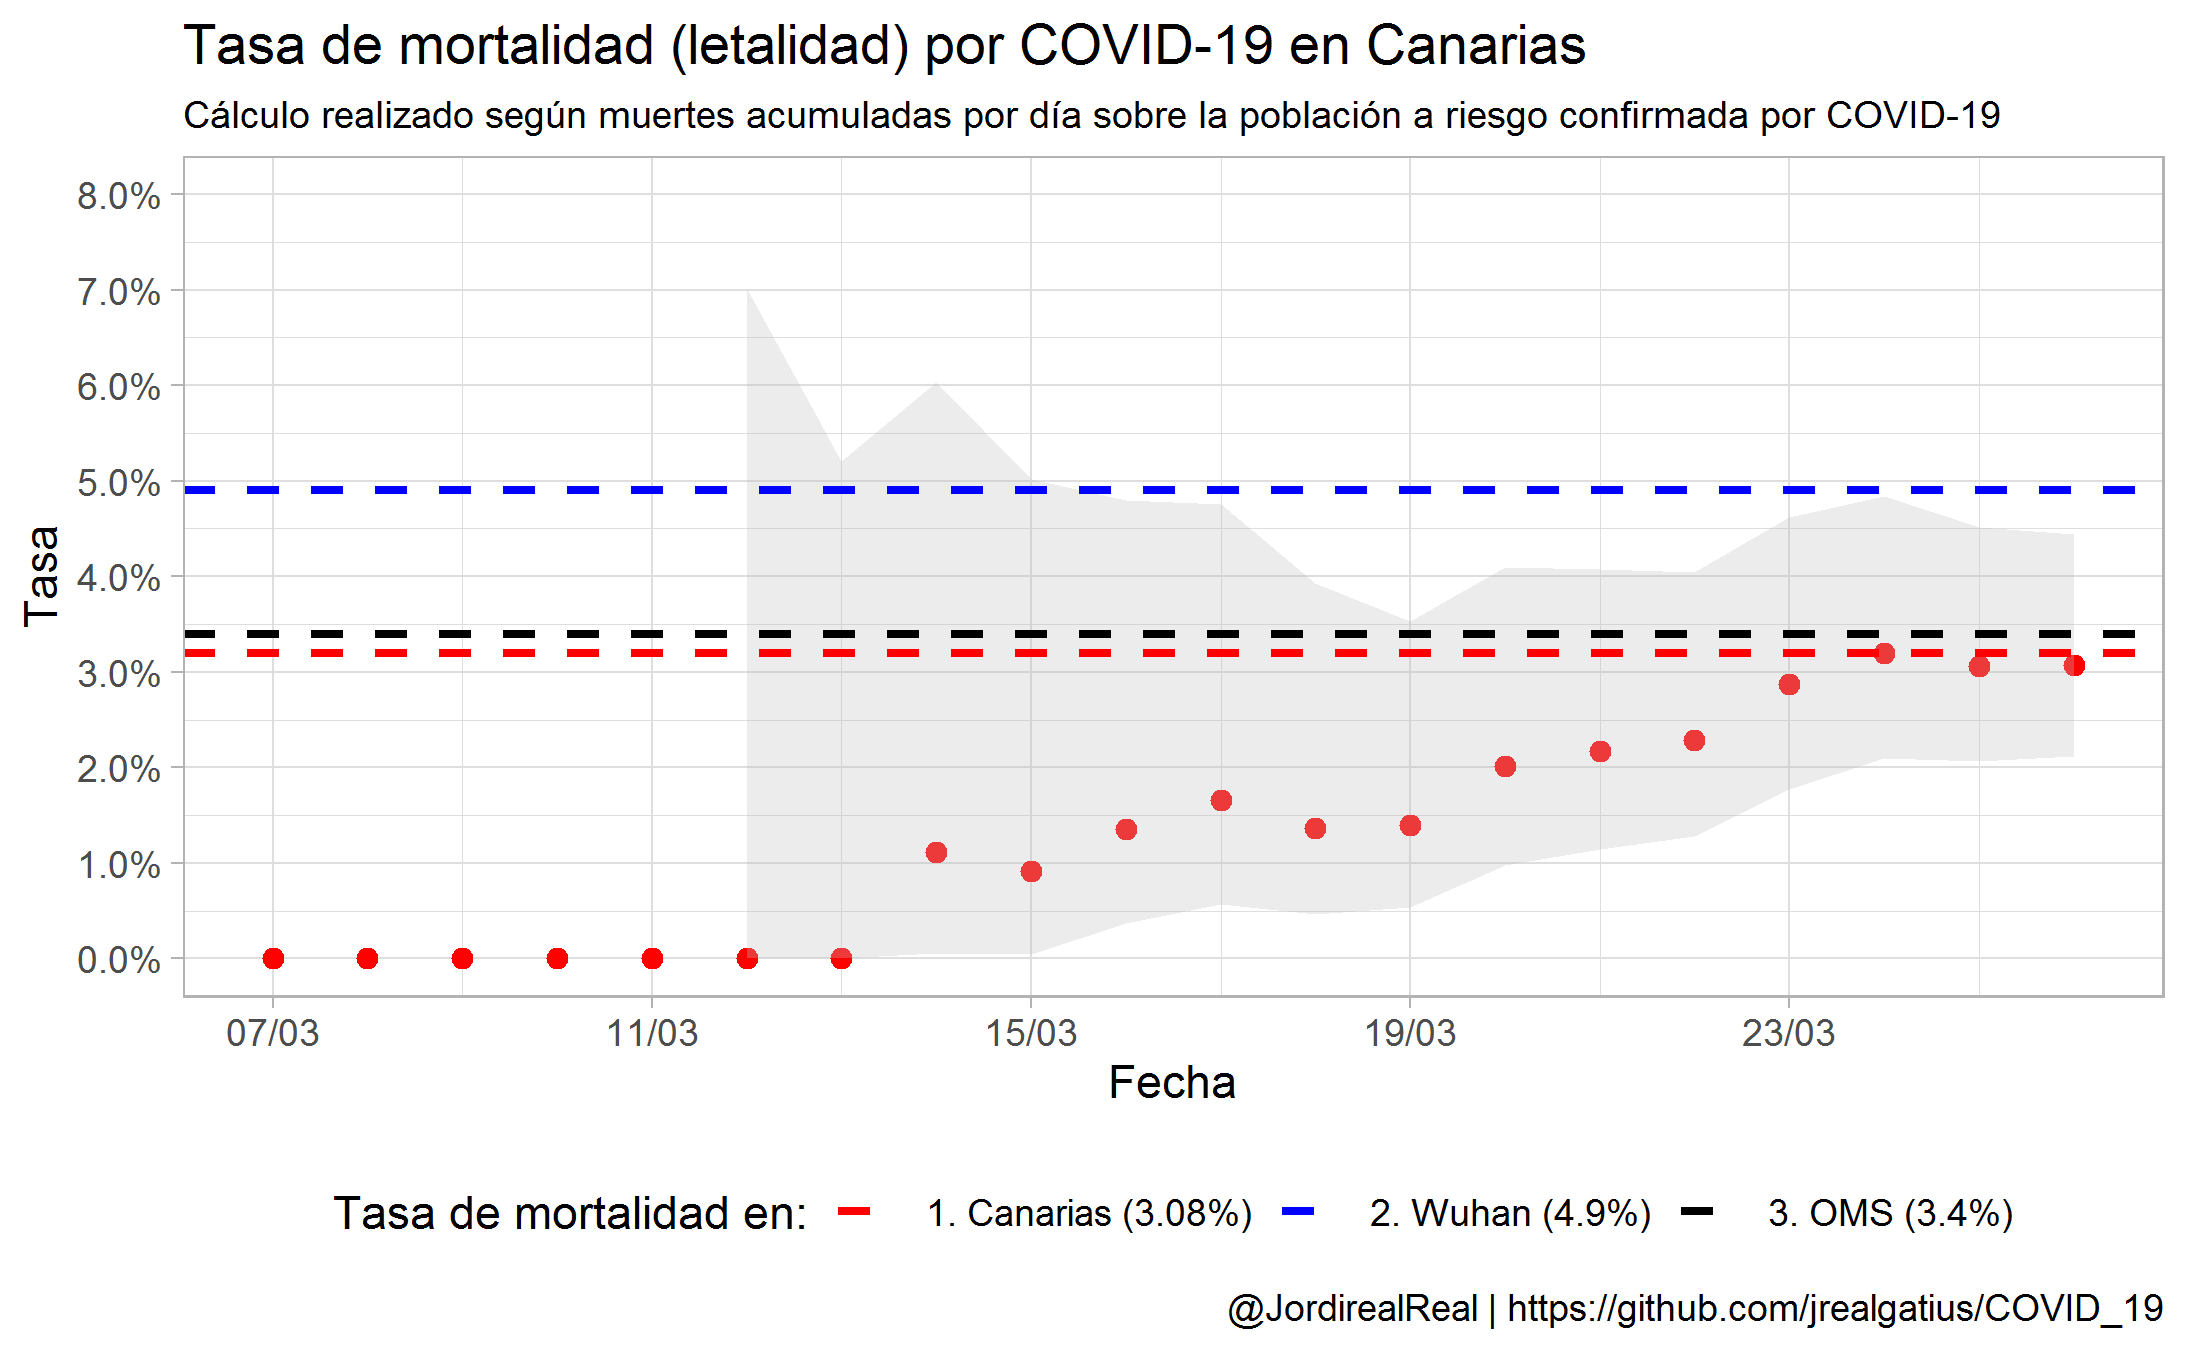 Tasa de mortalidad (letalidad) por COVID-19 en Canarias
Cálculo realizado según muertes acumuladas por día sobre la población a riesgo confirmada por COVID-19
8.0%
7.0%
6.0%
5.0%
4.0%
3.0%
2.0%
1.0%
0.0%
Tasa
07/03 11/03 15/03 19/03 23/03
Fecha
Tasa de mortalidad en: 1. Canarias (3.08%) 2. Wuhan (4.9%) 3. OMS (3.4%)
@JordirealReal | https://github.com/jrealgatius/COVID_19